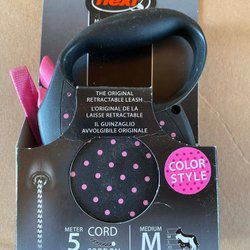 flexi
THE ORIGINAL
RETRACTABLE LEASH
L'ORIGINAL DE LA
LAISSE RETRACTABLE
IL GUINZAGLIO
AVVOLGIBILE ORIGINALE
COLOR
STYLE
METER CORD MEDIUM
5 M